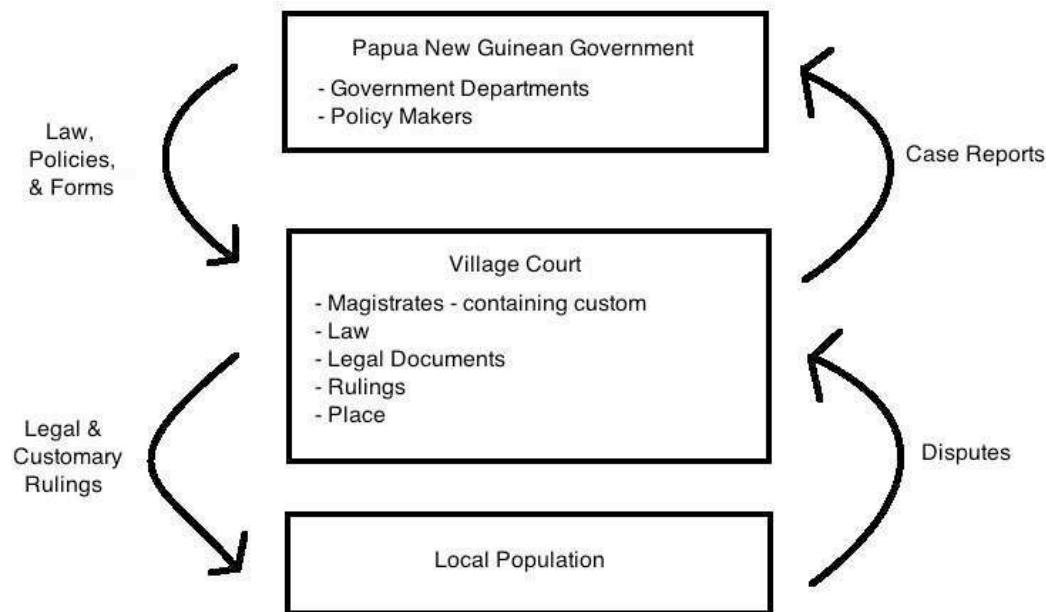 Papua New Guinean Government
- Government Departments
- Policy Makers
Law,
Policies,
& Forms
Case Reports
Village Court
- Magistrates - containing custom
- Law
- Legal Documents
- Rulings
- Place
Legal &
Customary
Rulings
Disputes
Local Population